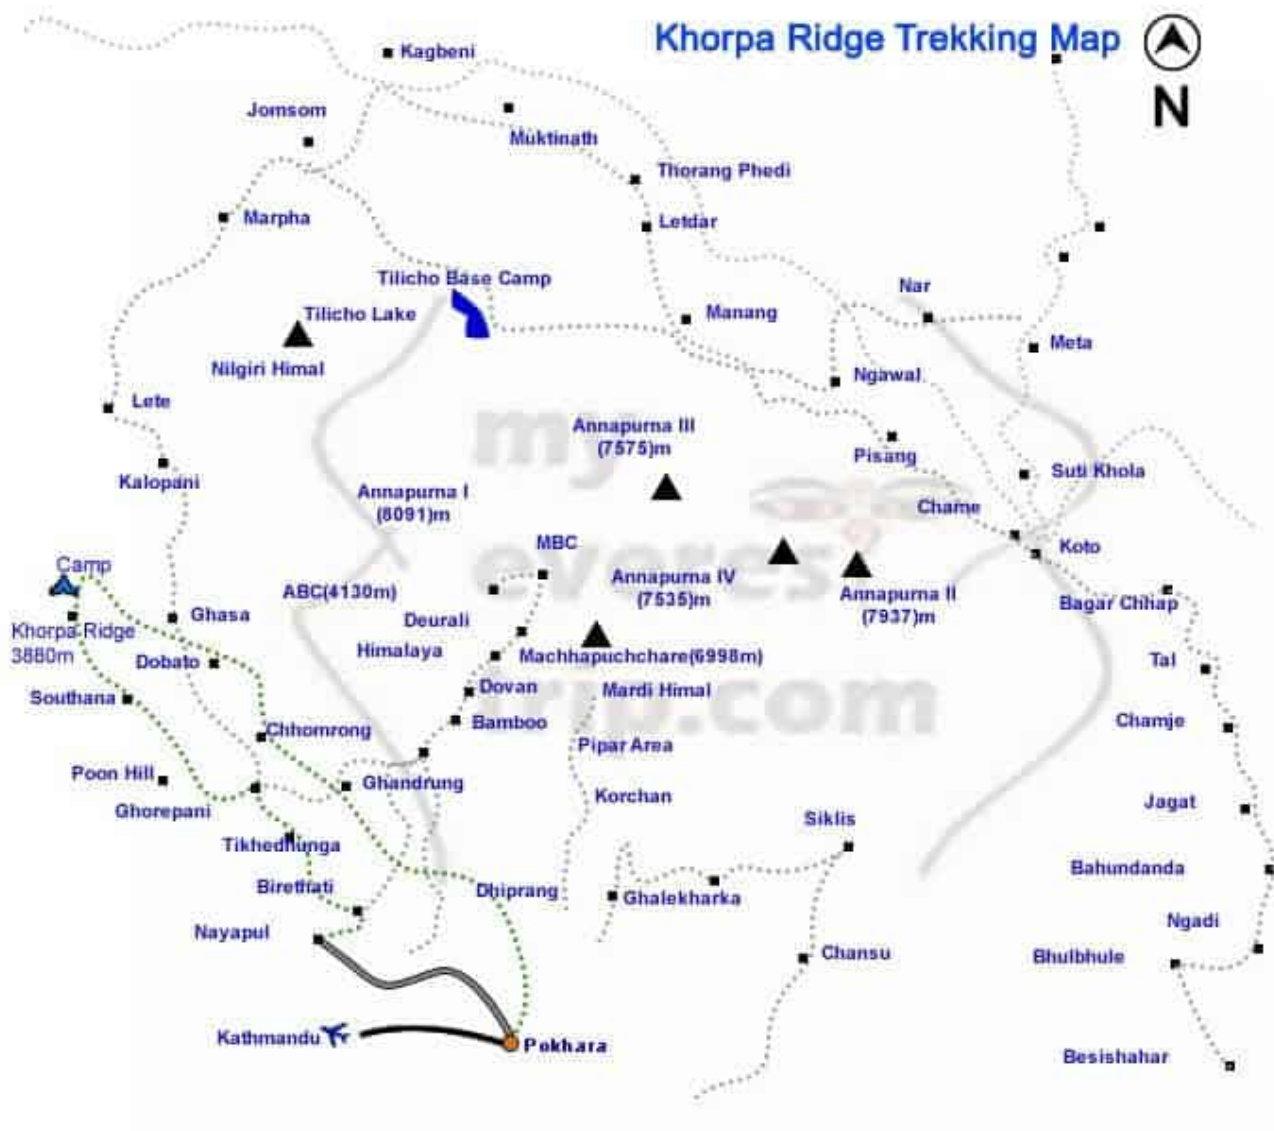 Khorpa Ridge Trekking Map
N
Kagbeni
Jomsom
Muktinath
Thorang Phedi
Marpha
Letdar
Tilicho Base Camp
Nar
Tilicho Lake
Manang
Meta
Nilgiri Himal
Ngawal
Lete
my
Annapurna III
(7575)m
Pisang
Kalopani
Suti Khola
Annapurna I
(8091)m
Chame
MBC
everes
Koto
Camp
Annapurna IV
(7535)m
ABC(4130m)
Annapurna II
(7937)m
Bagar Chhap
Ghasa
Deurali
Khorpa Ridge
3880m
Himalaya
Machhapuchchare(6998m)
Dobato
Tal
Southana
Dovan
Mardi Himal
trip.com
Bamboo
Chamje
Chhomrong
Pipar Area
Poon Hill
Ghandrung
Korchan
Jagat
Ghorepani
Siklis
Tikhedhunga
Bahundanda
Birethati
Dhiprang
Ghalekharka
Nayapul
Ngadi
Chansu
Bhulbhule
Kathmandu
Pokhara
Besishahar